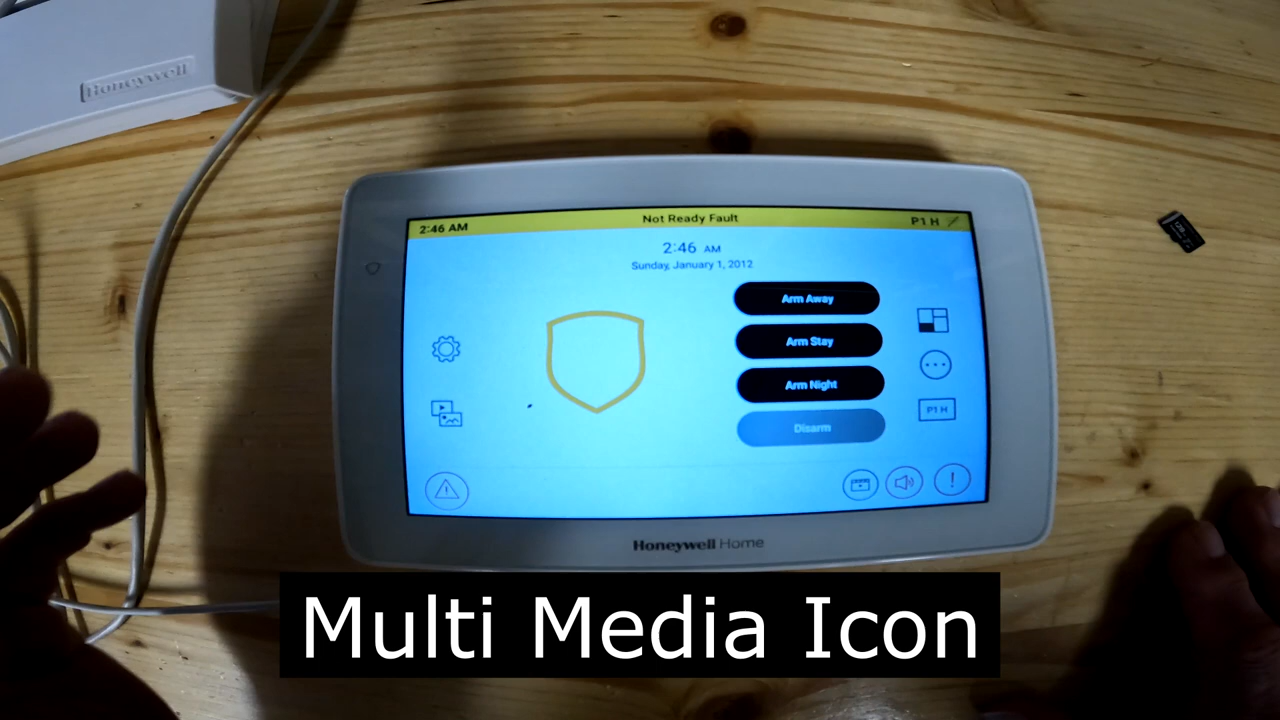 Honeywell
2:46 AM
Not Ready Fault
P1 H
2:46 AM
Sunday, January 1, 2012
Arm Away
Arm Stay
Arm Night
Disarm
P1 H
Honeywell Home
Multi Media Icon